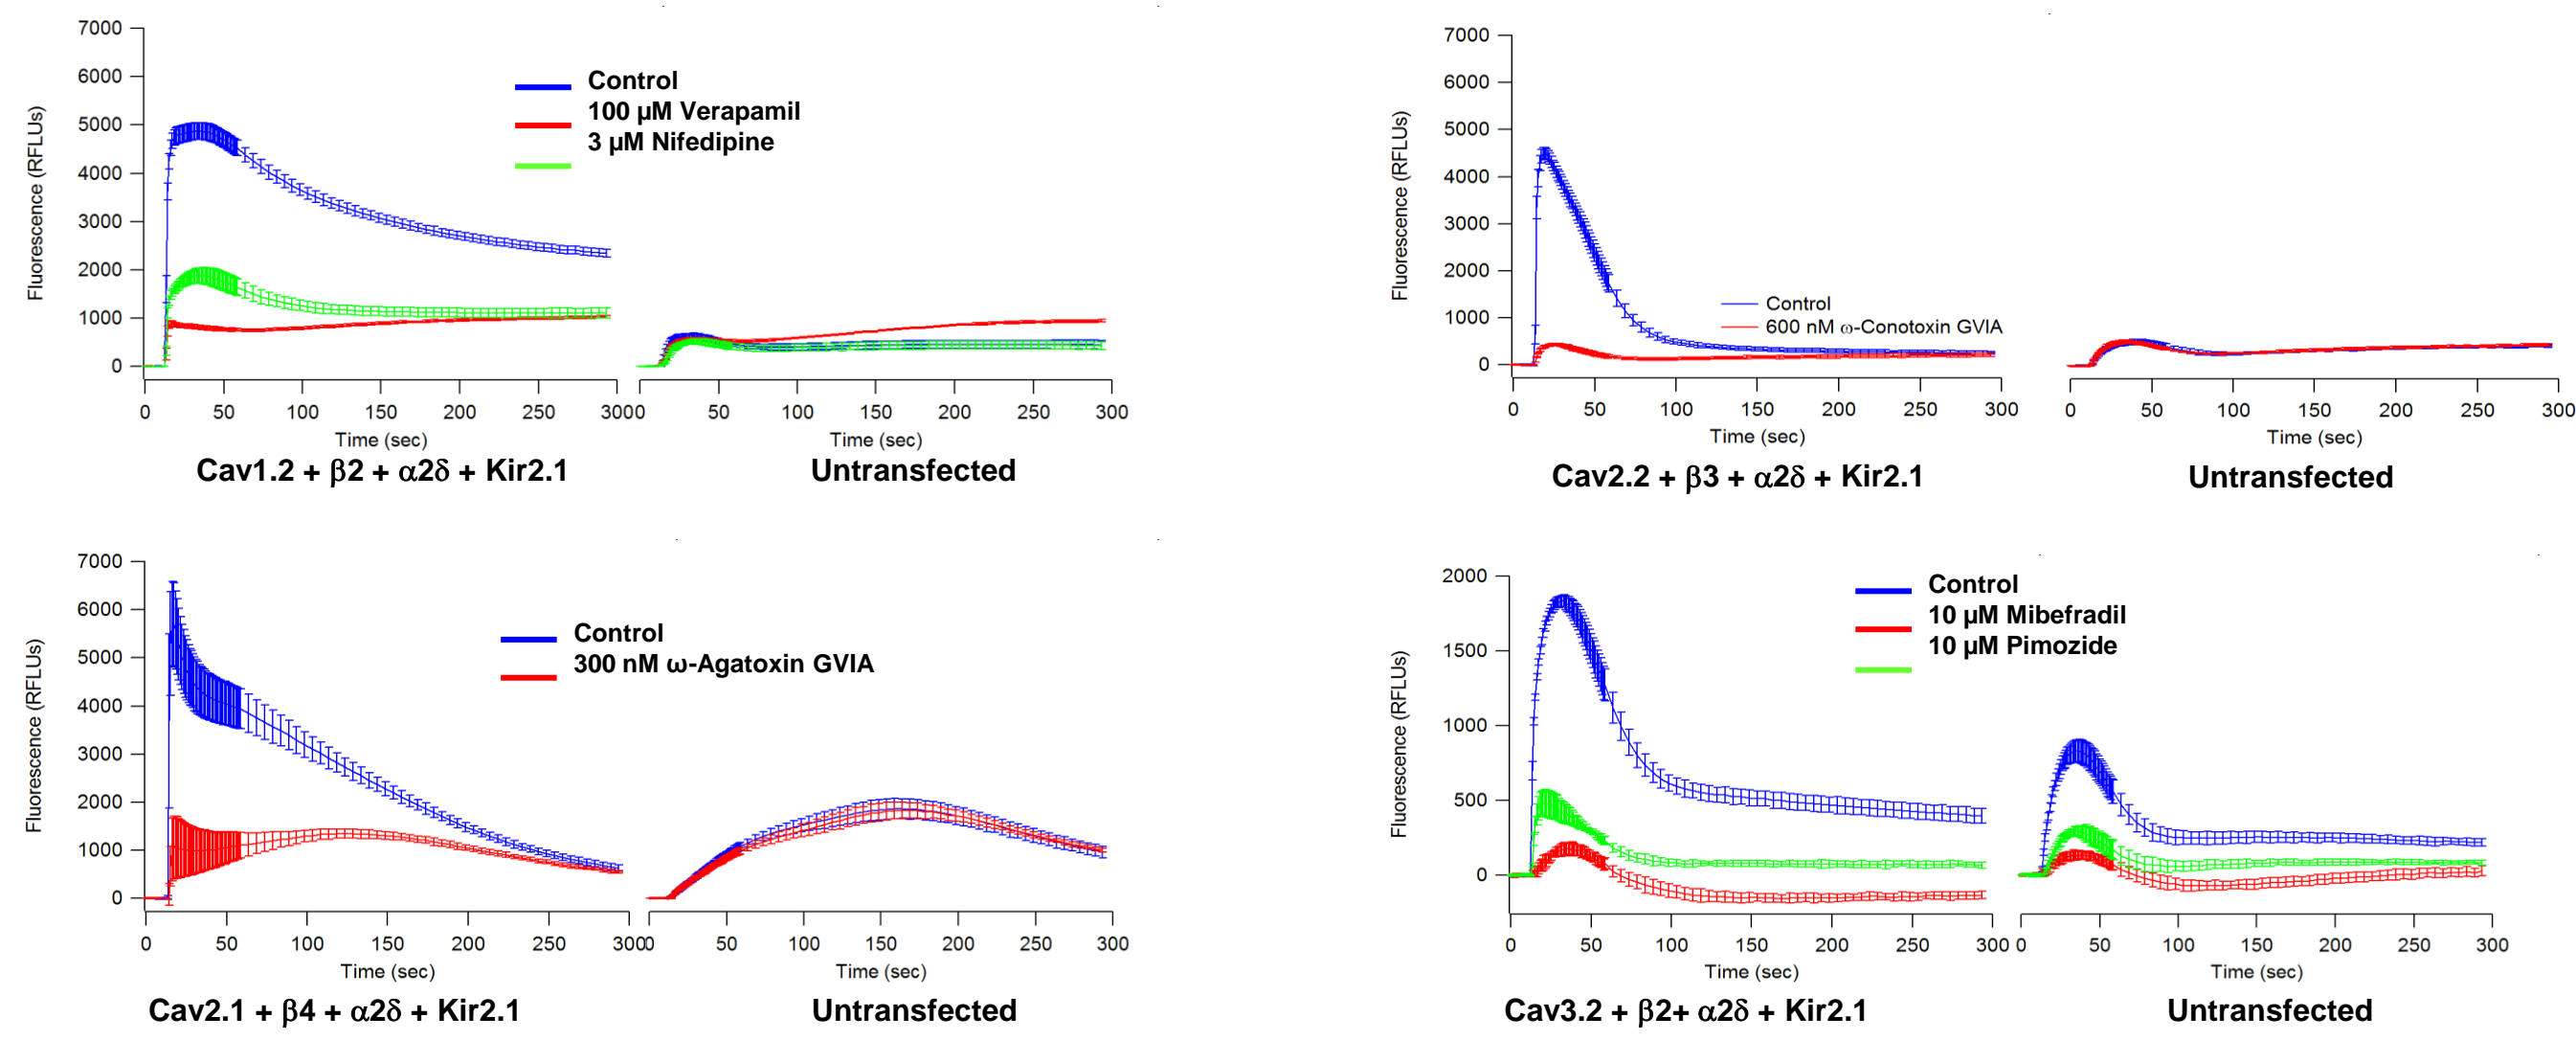 7000
6000
5000
4000
3000
2000
1000
0
Fluorescence (RFLUs)
Control
100 µM Verapamil
3 µM Nifedipine
0 50 100 150 200 250 300
Time (sec)
0 50 100 150 200 250 300
Time (sec)
Cav1.2 + β2 + α2δ + Kir2.1
Untransfected
7000
6000
5000
4000
3000
2000
1000
0
Fluorescence (RFLUs)
Control
600 nM ω-Conotoxin GVIA
0 50 100 150 200 250 300
Time (sec)
0 50 100 150 200 250 300
Time (sec)
Cav2.2 + β3 + α2δ + Kir2.1
Untransfected
7000
6000
5000
4000
3000
2000
1000
0
Fluorescence (RFLUs)
Control
300 nM ω-Agatoxin GVIA
0 50 100 150 200 250 300
Time (sec)
0 50 100 150 200 250 300
Time (sec)
Cav2.1 + β4 + α2δ + Kir2.1
Untransfected
2000
1500
1000
500
0
Fluorescence (RFLUs)
Control
10 µM Mibefradil
10 µM Pimozide
0 50 100 150 200 250 300
Time (sec)
0 50 100 150 200 250 300
Time (sec)
Cav3.2 + β2+ α2δ + Kir2.1
Untransfected